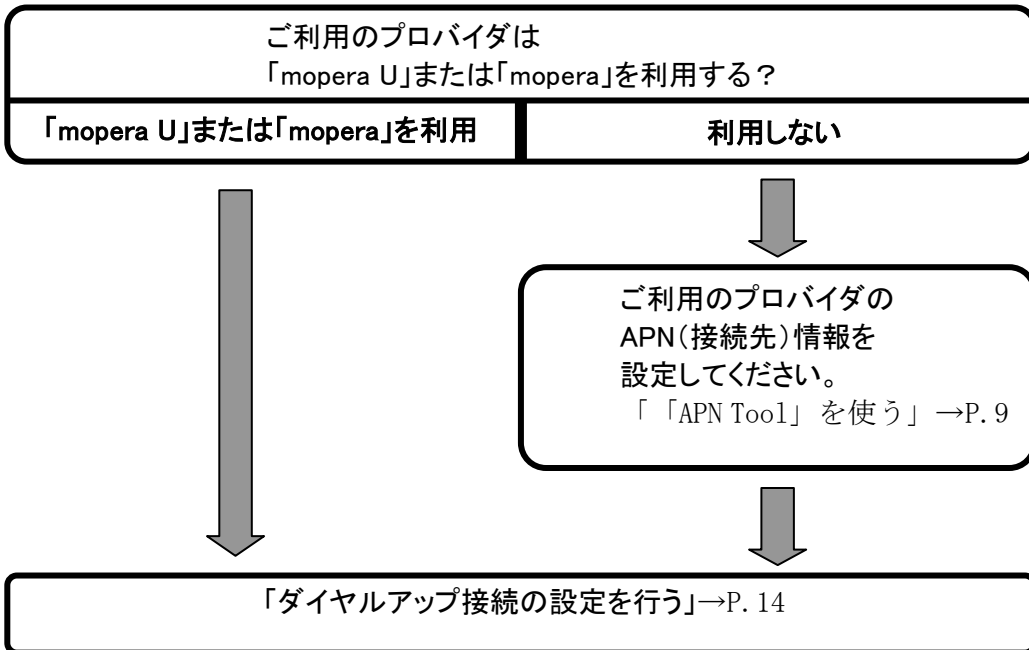 ご利用のプロバイダは
「mopera U」または「mopera」を利用する？
「mopera U」または「mopera」を利用
利用しない
ご利用のプロバイダの
APN（接続先）情報を
設定してください。
「「APN Tool」を使う」→P.9
「ダイヤルアップ接続の設定を行う」→P.14